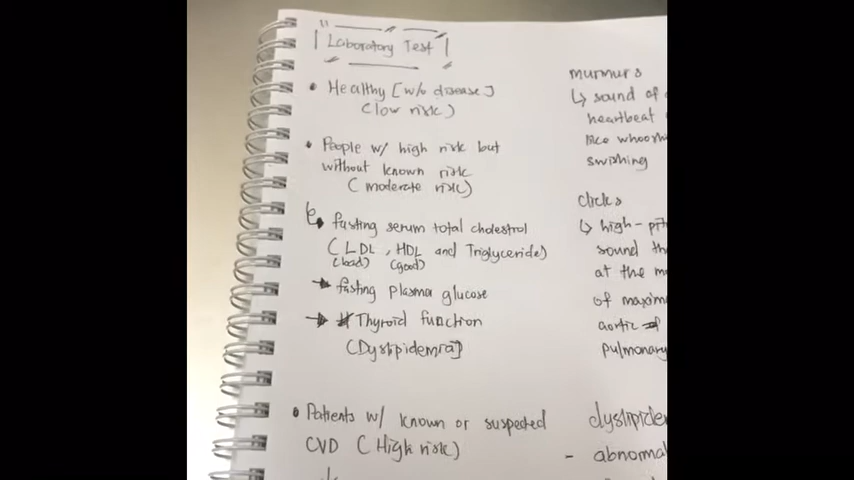 Laboratory Test
• Healthy [w/o disease]
(low risk)
• People w/ high risk but
without known risk
(moderate risk)
fasting serum total cholestrol
(LDL, HDL and Triglyceride)
(bad) (good)
→ fasting plasma glucose
→ Thyroid function
(Dyslipidemia)
• Patients w/ known or suspected
CVD (High risk)
murmurs
↳ sound of
heartbeat
like whoosh
swishing
clicks
↳ high-pit
sound th
at the m
of maxim
aortic
pulmonary
dyslipide
- abnormal